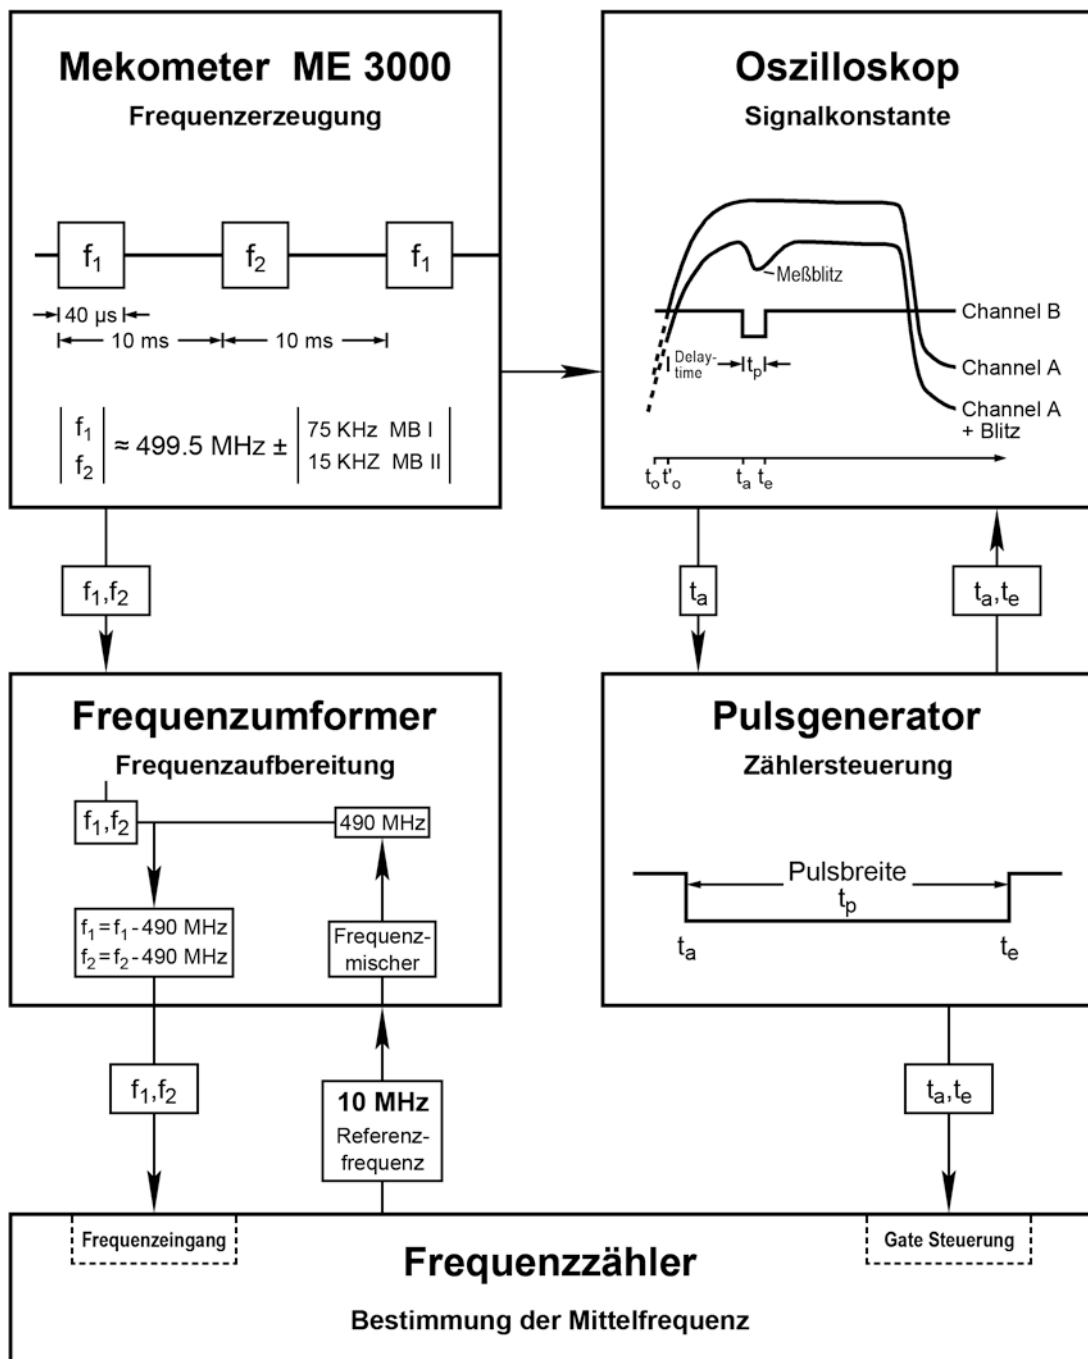 Mekometer ME 3000
Frequenzerzeugung
f1
f2
f1
40 µs
10 ms
10 ms
f1
f2
≈ 499.5 MHz ±
75 KHz MB I
15 KHZ MB II
Oszilloskop
Signalkonstante
Meßblitz
Channel B
Delay-
time
tp
Channel A
Channel A
+ Blitz
to t'o ta te
f1,f2
ta
ta,te
Frequenzumformer
Frequenzaufbereitung
f1,f2
490 MHz
f1=f1-490 MHz
f2=f2-490 MHz
Frequenz-
mischer
Pulsgenerator
Zählersteuerung
Pulsbreite
tp
ta
te
f1,f2
10 MHz
Referenz-
frequenz
ta,te
Frequenzeingang
Gate Steuerung
Frequenzzähler
Bestimmung der Mittelfrequenz